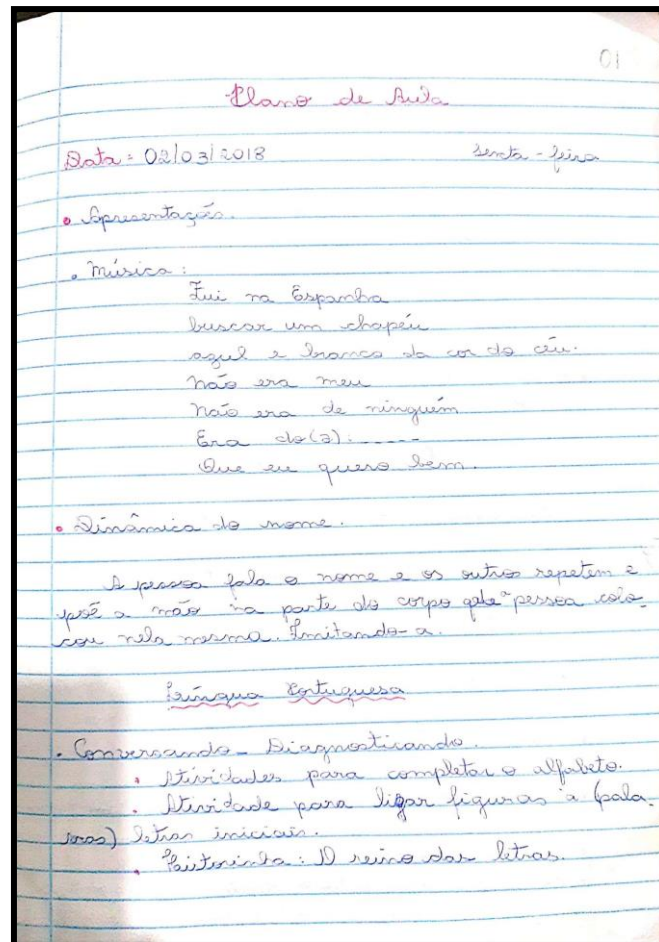 01
Plano de Aula
Data: 02/03/2018 sexta-feira
• Apresentação.
• Música:
Fui na Espanha
buscar um chapéu
azul e branco da cor do céu.
Não era meu
Não era de ninguém
Era do(a):-----
Que eu quero bem.
• Dinâmica do nome.
A pessoa fala o nome e os outros repetem e
põe a mão na parte do corpo que a pessoa colo-
cou nela mesma. Imitando-a.
Língua Portuguesa
• Conversando - Diagnosticando.
• Atividades para completar o alfabeto.
• Atividade para ligar figuras a (pala-
vras) letras iniciais.
• Leiturinha: O reino das letras.